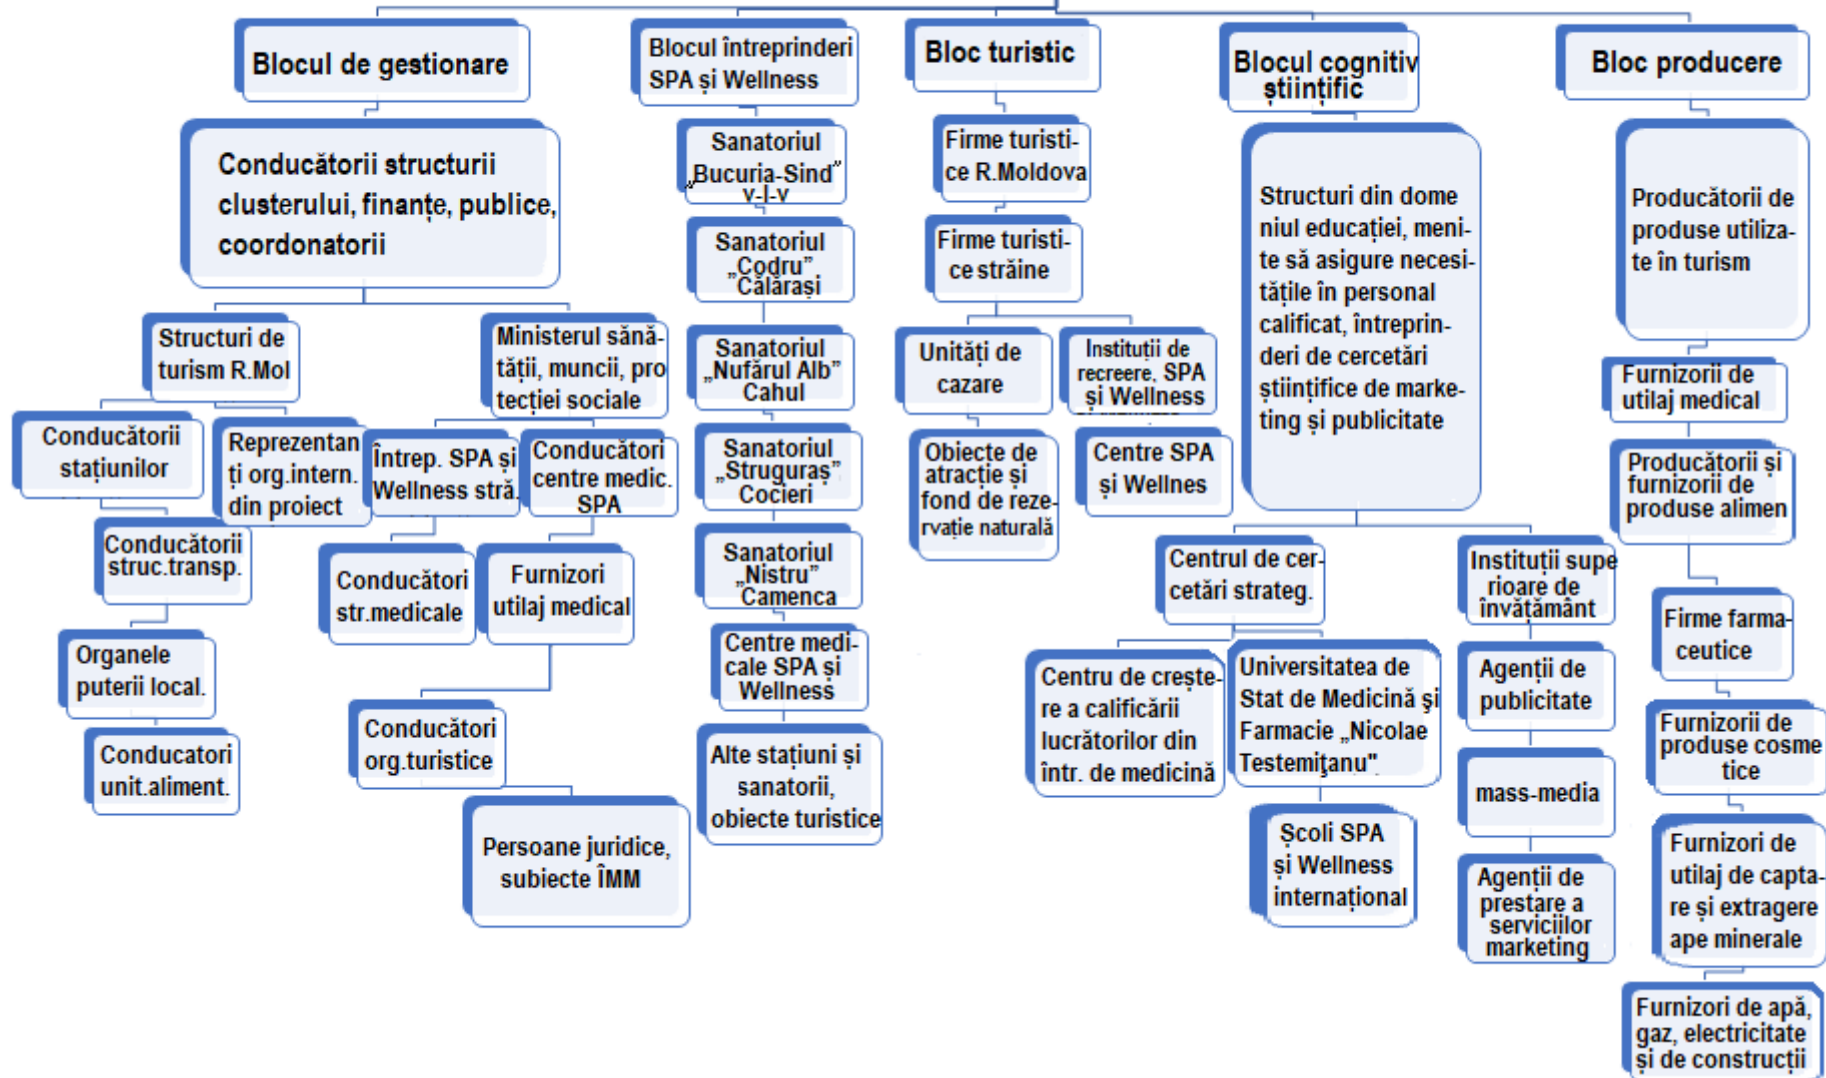 Blocul de gestionare
Conducătorii structurii
clusterului, finanțe, publice,
coordonatorii
Structuri de
turism R.Mol
Conducătorii
stațiunilor
Reprezentan
ți org.intern.
din proiect
Conducătorii
struc.transp.
Organele
puterii local.
Conducatori
unit.aliment.
Ministerul sănă-
tății, muncii, pro
tecției sociale
Întrep. SPA și
Wellness stră.
Conducători
centre medic.
SPA
Conducători
str.medicale
Furnizori
utilaj medical
Conducători
org.turistice
Persoane juridice,
subiecte ÎMM
Blocul întreprinderi
SPA și Wellness
Sanatoriul
„Bucuria-Sind”
v-l-v
Sanatoriul
„Codru”
Călărași
Sanatoriul
„Nufărul Alb”
Cahul
Sanatoriul
„Struguraș”
Cocieri
Sanatoriul
„Nistru”
Camenca
Centre medi-
cale SPA și
Wellness
Alte stațiuni și
sanatorii,
obiecte turistice
Bloc turistic
Firme turisti-
ce R.Moldova
Firme turisti-
ce străine
Unități de
cazare
Obiecte de
atracție și
fond de reze-
rvație naturală
Instituții de
recreere, SPA
și Wellness
Centre SPA
și Wellnes
Blocul cognitiv
științific
Structuri din dome
niul educației, meni-
te să asigure necesi-
tățile în personal
calificat, întreprin-
deri de cercetări
științifice de marke-
ting și publicitate
Centrul de cer-
cetări strateg.
Centru de crește-
re a calificării
lucrătorilor din
într. de medicină
Universitatea de
Stat de Medicină şi
Farmacie „Nicolae
Testemiţanu"
Școli SPA
și Wellness
internațional
Instituții supe
rioare de
învățământ
Agenții de
publicitate
mass-media
Agenții de
prestare a
serviciilor
marketing
Bloc producere
Producătorii de
produse utiliza-
te în turism
Furnizorii de
utilaj medical
Producătorii și
furnizorii de
produse alimen
Firme farma-
ceutice
Furnizorii de
produse cosme
tice
Furnizori de
utilaj de capta-
re și extragere
ape minerale
Furnizori de apă,
gaz, electricitate
și de construcții